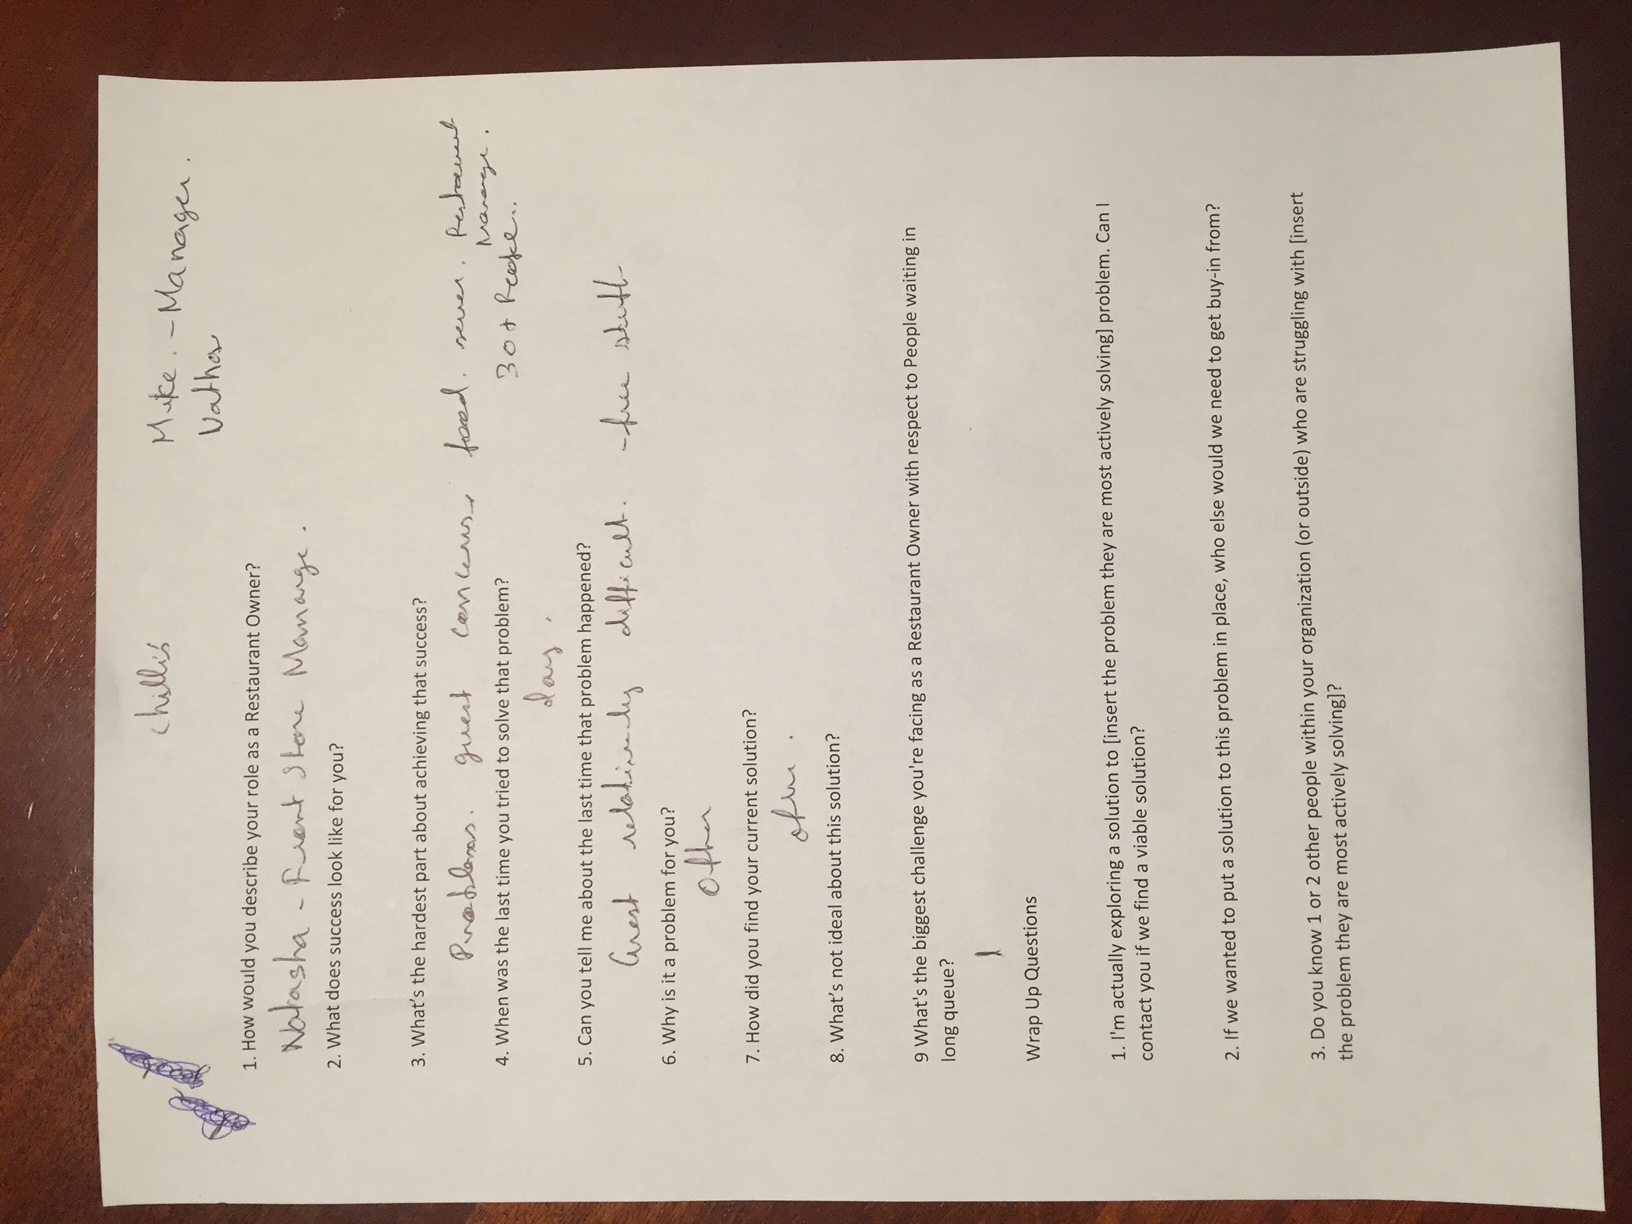 chilli's
Mike. - Manager.
Nathan
1. How would you describe your role as a Restaurant Owner?
Natasha - Front Store Manager.
2. What does success look like for you?
3. What's the hardest part about achieving that success?
Problems. guest concerns, food. server. Restaurant
Manage.
4. When was the last time you tried to solve that problem?
30+ People..
day.
5. Can you tell me about the last time that problem happened?
Guest relatively difficult. - free stuff
6. Why is it a problem for you?
often
7. How did you find your current solution?
8. What's not ideal about this solution?
9 What's the biggest challenge you're facing as a Restaurant Owner with respect to People waiting in
long queue?
Wrap Up Questions
1. I'm actually exploring a solution to [insert the problem they are most actively solving] problem. Can I
contact you if we find a viable solution?
2. If we wanted to put a solution to this problem in place, who else would we need to get buy-in from?
3. Do you know 1 or 2 other people within your organization (or outside) who are struggling with [insert
the problem they are most actively solving]?